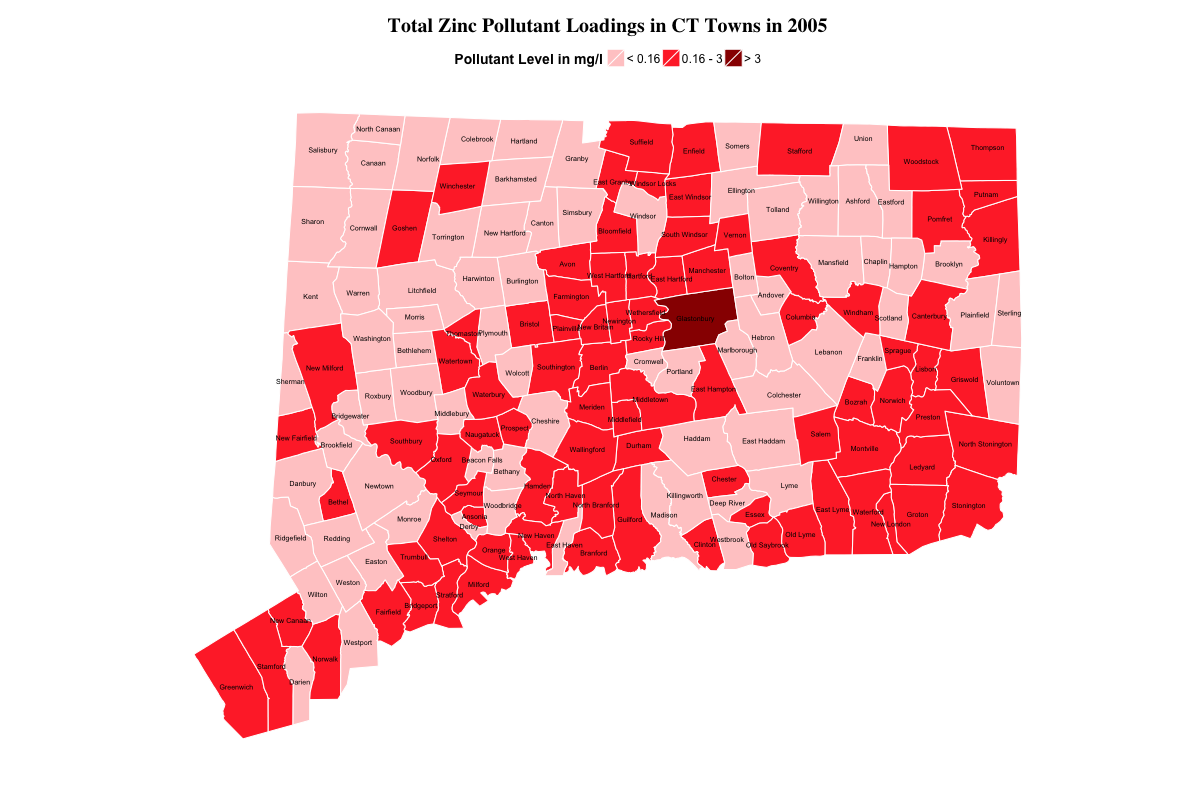 Total Zinc Pollutant Loadings in CT Towns in 2005
Pollutant Level in mg/l < 0.16 0.16 - 3 > 3
North Canaan
Colebrook
Hartland
Union
Salisbury
Canaan
Norfolk
Granby
Suffield
Enfield
Somers
Stafford
Woodstock
Thompson
Winchester
Barkhamsted
East Granby
Windsor Locks
East Windsor
Ellington
Putnam
Sharon
Cornwall
Goshen
Torrington
New Hartford
Canton
Simsbury
Windsor
Bloomfield
South Windsor
Vernon
Tolland
Willington
Ashford
Eastford
Pomfret
Killingly
Kent
Warren
Litchfield
Harwinton
Burlington
Avon
West Hartford
Hartford
East Hartford
Manchester
Bolton
Coventry
Mansfield
Chaplin
Hampton
Brooklyn
Morris
Farmington
Andover
Washington
Bethleham
Thomaston
Plymouth
Bristol
Plainville
New Britain
Newington
Wethersfield
Rocky Hill
Glastonbury
Hebron
Columbia
Windham
Scotland
Canterbury
Plainfield
Sterling
New Milford
Watertown
Wolcott
Southington
Berlin
Cromwell
Portland
Marlborough
Lebanon
Franklin
Sprague
Lisbon
Griswold
Voluntown
Sherman
Roxbury
Woodbury
Waterbury
Meriden
Middletown
East Hampton
Colchester
Bozrah
Norwich
Preston
Bridgewater
Middlebury
Naugatuck
Prospect
Cheshire
Middlefield
New Fairfield
Brookfield
Southbury
Oxford
Beacon Falls
Bethany
Wallingford
Durham
Haddam
East Haddam
Salem
Montville
Ledyard
North Stonington
Danbury
Bethel
Newtown
Seymour
Woodbridge
Hamden
North Haven
North Branford
Guilford
Madison
Killingworth
Chester
Deep River
Essex
Lyme
East Lyme
Waterford
New London
Groton
Stonington
Ridgefield
Redding
Monroe
Ansonia
Derby
Shelton
Orange
New Haven
West Haven
East Haven
Branford
Clinton
Westbrook
Old Saybrook
Old Lyme
Easton
Trumbull
Wilton
Weston
Fairfield
Bridgeport
Stratford
Milford
New Canaan
Westport
Norwalk
Stamford
Darien
Greenwich